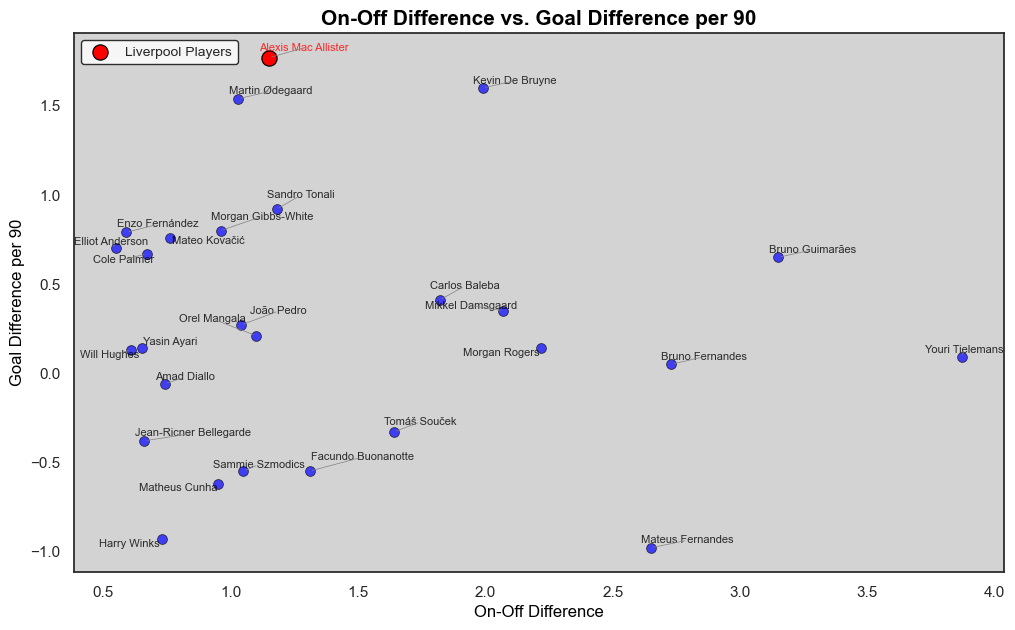 On-Off Difference vs. Goal Difference per 90
Liverpool Players
Alexis Mac Allister
Kevin De Bruyne
Martin Ødegaard
Sandro Tonali
Morgan Gibbs-White
Enzo Fernández
Mateo Kovačić
Elliot Anderson
Cole Palmer
Bruno Guimarães
Carlos Baleba
Mikkel Damsgaard
João Pedro
Orel Mangala
Yasin Ayari
Will Hughes
Morgan Rogers
Bruno Fernandes
Youri Tielemans
Amad Diallo
Tomáš Souček
Jean-Ricner Bellegarde
Facundo Buonanotte
Sammie Szmodics
Matheus Cunha
Harry Winks
Mateus Fernandes
Goal Difference per 90
1.5
1.0
0.5
0.0
−0.5
−1.0
0.5 1.0 1.5 2.0 2.5 3.0 3.5 4.0
On-Off Difference